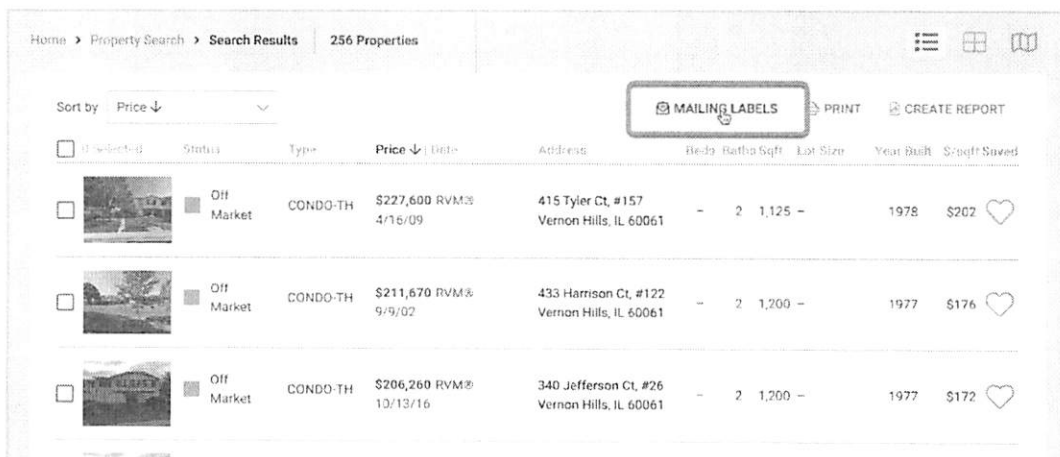 Home > Property Search > Search Results | 256 Properties
Sort by Price ↓
MAILING LABELS PRINT CREATE REPORT
0 selected Status Type Price ↓ | Date Address Beds Baths Sqft Lot Size Year Built $/sqft Saved
Off
Market
CONDO-TH
$227,600 RVM®
4/16/09
415 Tyler Ct, #157
Vernon Hills, IL 60061
– 2 1,125 – 1978 $202
Off
Market
CONDO-TH
$211,670 RVM®
9/9/02
433 Harrison Ct, #122
Vernon Hills, IL 60061
– 2 1,200 – 1977 $176
Off
Market
CONDO-TH
$206,260 RVM®
10/13/16
340 Jefferson Ct, #26
Vernon Hills, IL 60061
– 2 1,200 – 1977 $172